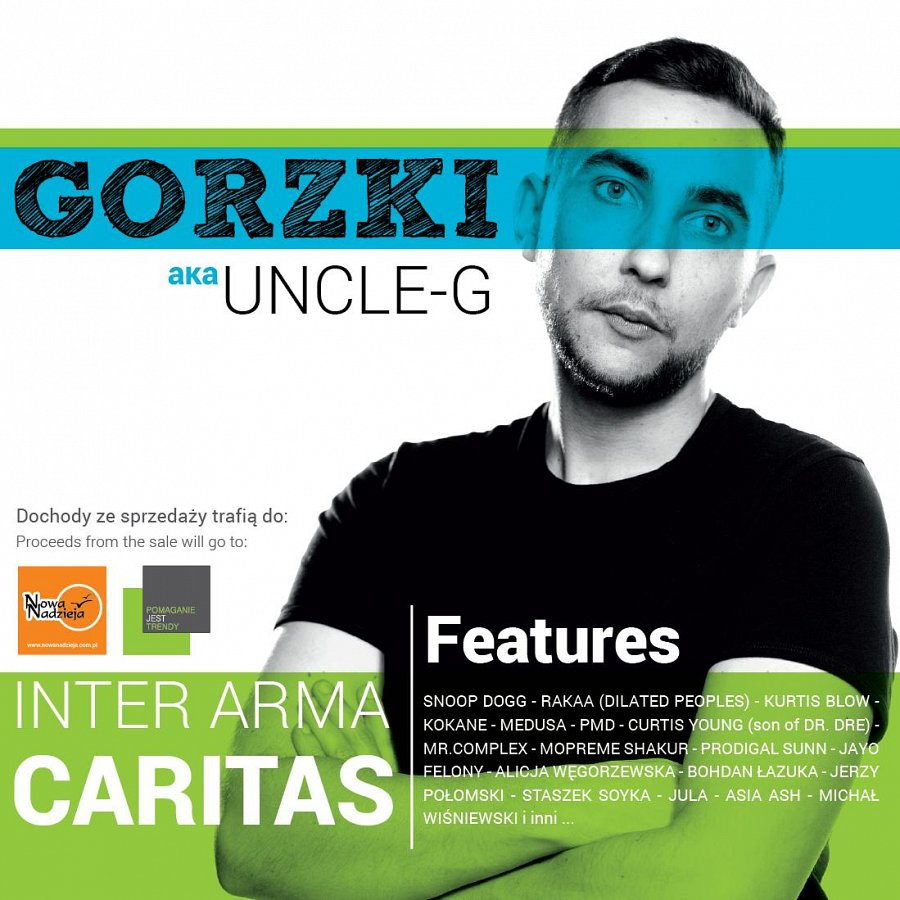 GORZKI
aka UNCLE-G
Dochody ze sprzedaży trafią do:
Proceeds from the sale will go to:
Nowa
Nadzieja
www.nowanadzieja.com.pl
POMAGANIE
JEST
TRENDY
INTER ARMA
CARITAS
Features
SNOOP DOGG - RAKAA (DILATED PEOPLES) - KURTIS BLOW -
KOKANE - MEDUSA - PMD - CURTIS YOUNG (son of DR. DRE) -
MR.COMPLEX - MOPREME SHAKUR - PRODIGAL SUNN - JAYO
FELONY - ALICJA WĘGORZEWSKA - BOHDAN ŁAZUKA - JERZY
POŁOMSKI - STASZEK SOYKA - JULA - ASIA ASH - MICHAŁ
WIŚNIEWSKI i inni ...